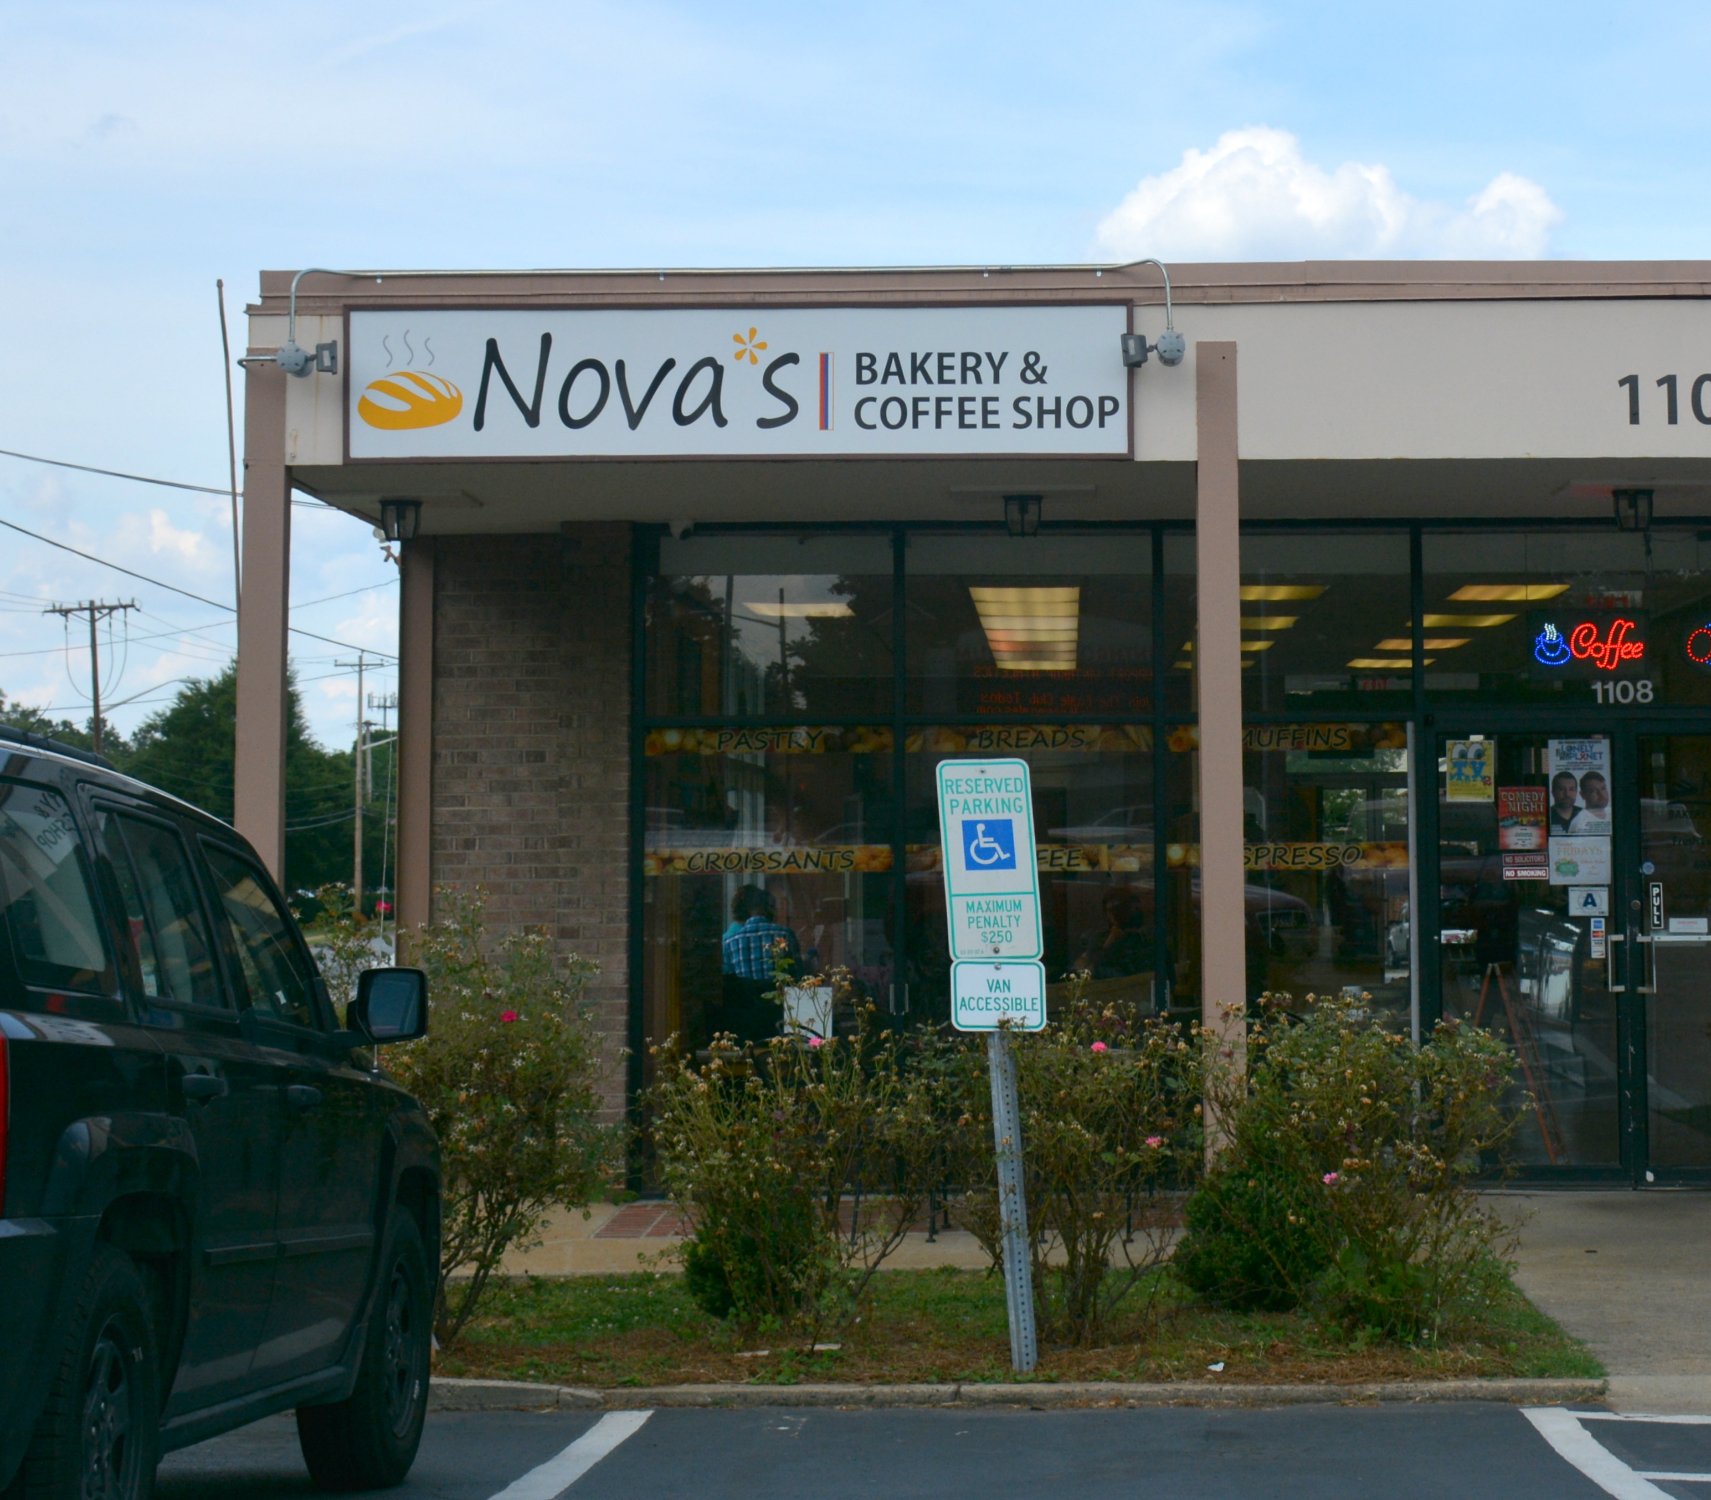 Nova's
BAKERY &
COFFEE SHOP
110
Coffee
1108
PASTRY
BREADS
MUFFINS
CROISSANTS
FEE
SPRESSO
RESERVED
PARKING
MAXIMUM
PENALTY
$250
VAN
ACCESSIBLE
COMEDY
NIGHT
NO SOLICITORS
NO SMOKING
A
PULL